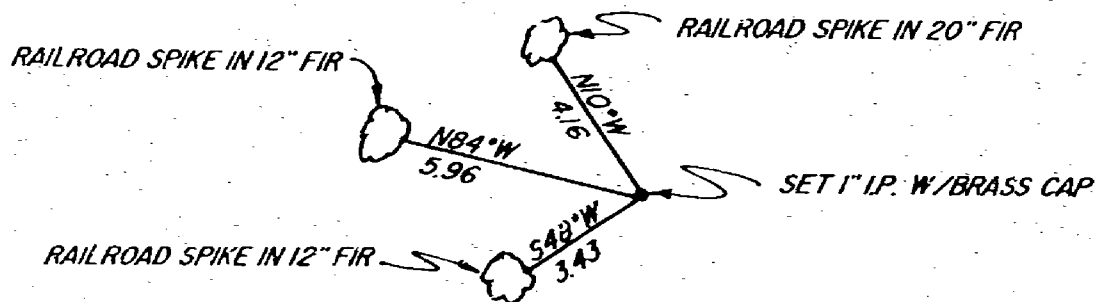 RAILROAD SPIKE IN 20" FIR
RAILROAD SPIKE IN 12" FIR
N10°W
4.16
N84°W
5.96
SET 1" I.P. W/BRASS CAP
S48°W
3.43
RAILROAD SPIKE IN 12" FIR